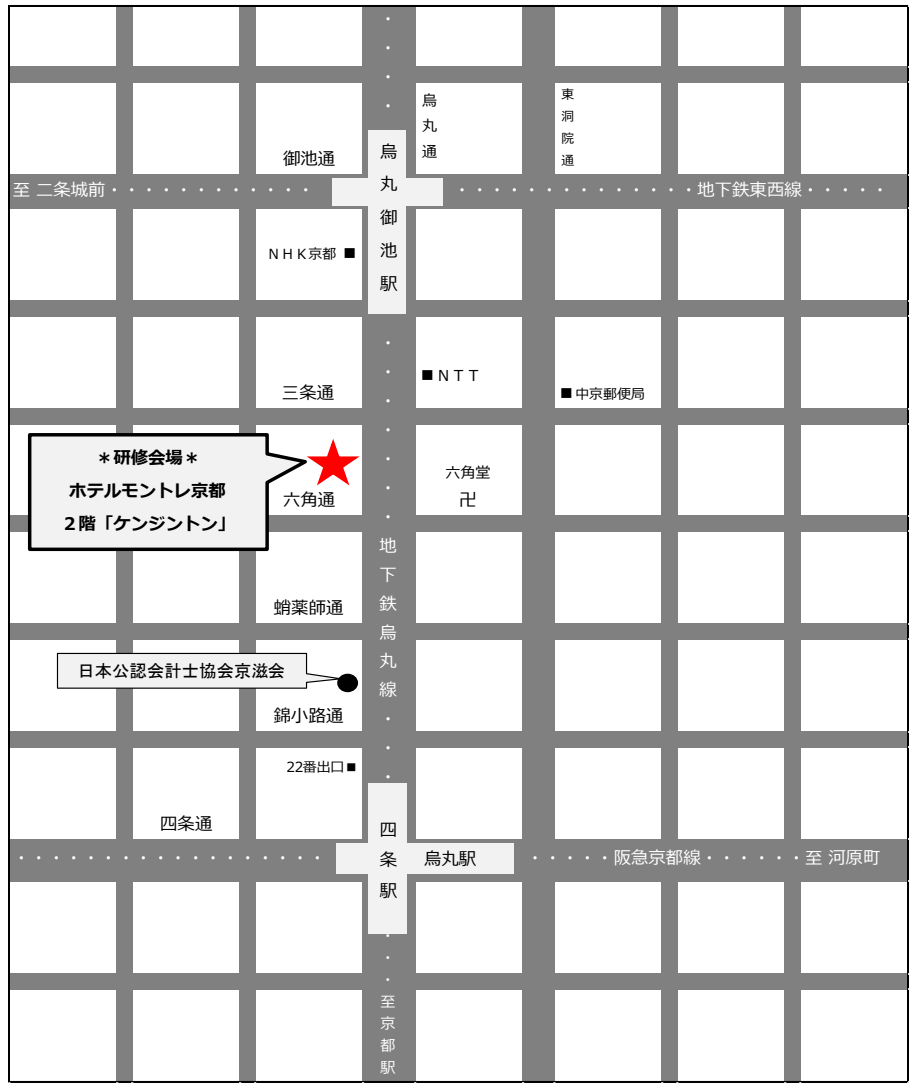 烏丸通
東洞院通
御池通
烏丸御池駅
至 二条城前・・・・・・・・・・・
・・・・・・・・・・・・地下鉄東西線・・・・・
ＮＨＫ京都 ■
■ＮＴＴ
三条通
■中京郵便局
＊研修会場＊
ホテルモントレ京都
２階「ケンジントン」
六角堂
卍
六角通
地下鉄烏丸線
蛸薬師通
日本公認会計士協会京滋会
錦小路通
22番出口■
四条通
四条駅
烏丸駅
・・・・・阪急京都線・・・・・・至 河原町
至京都駅